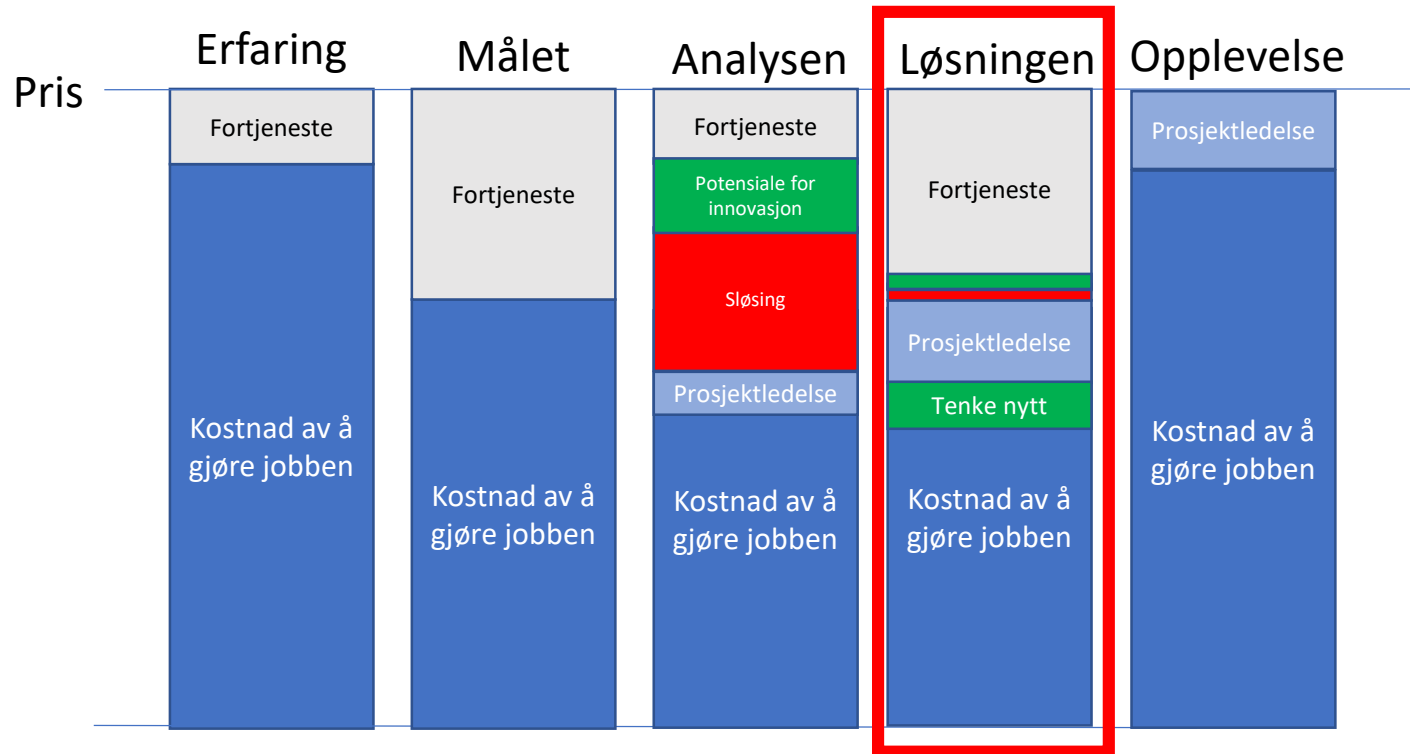 Pris
Erfaring
Fortjeneste
Kostnad av å
gjøre jobben
Målet
Fortjeneste
Kostnad av å
gjøre jobben
Analysen
Fortjeneste
Potensiale for
innovasjon
Sløsing
Prosjektledelse
Kostnad av å
gjøre jobben
Løsningen
Fortjeneste
Prosjektledelse
Tenke nytt
Kostnad av å
gjøre jobben
Opplevelse
Prosjektledelse
Kostnad av å
gjøre jobben